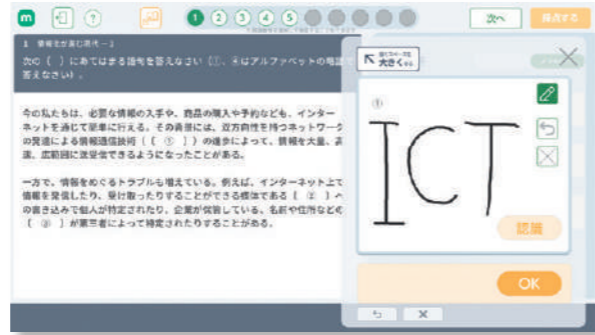 m
?
1 2 3 4 5
次へ
採点する
1 情報化が進む現代－1
次の（ ）にあてはまる語句を答えなさい（①、④はアルファベットの略語で
答えなさい）。
大きくする
①
ICT
認識
OK
今の私たちは、必要な情報の入手や、商品の購入や予約なども、インター
ネットを通じて簡単に行える。その背景には、双方向性を持つネットワーク
の発達による情報通信技術（〔 ① 〕）の進歩によって、情報を大量、高
速、広範囲に送受信できるようになったことがある。
一方で、情報をめぐるトラブルも増えている。例えば、インターネット上で
情報を発信したり、受け取ったりすることができる媒体である〔 ② 〕へ
の書き込みで個人が特定されたり、企業が保管している、名前や住所などの
〔 ③ 〕が第三者によって特定されたりすることがある。